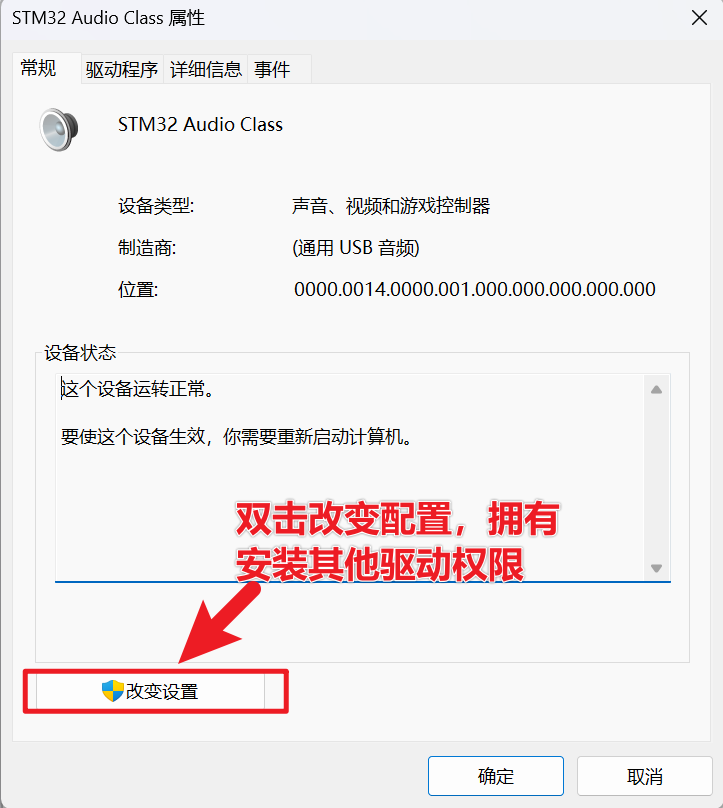 STM32 Audio Class 属性
常规 驱动程序 详细信息 事件
STM32 Audio Class
设备类型: 声音、视频和游戏控制器
制造商: (通用 USB 音频)
位置: 0000.0014.0000.001.000.000.000.000.000
设备状态
这个设备运转正常。
要使这个设备生效，你需要重新启动计算机。
双击改变配置，拥有
安装其他驱动权限
改变设置
确定 取消